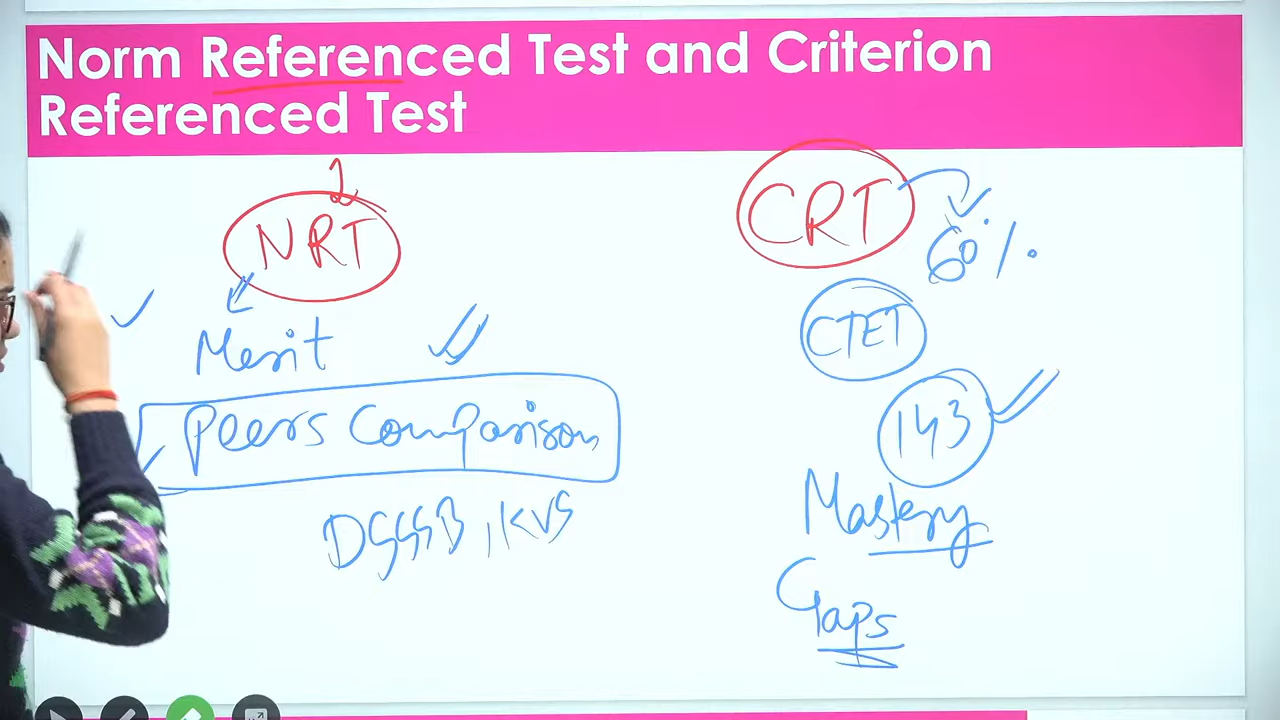 Norm Referenced Test and Criterion
Referenced Test
NRT
Merit
Peers Comparison
DSSSB, KVS
CRT
60%
CTET
143
Mastery
Gaps